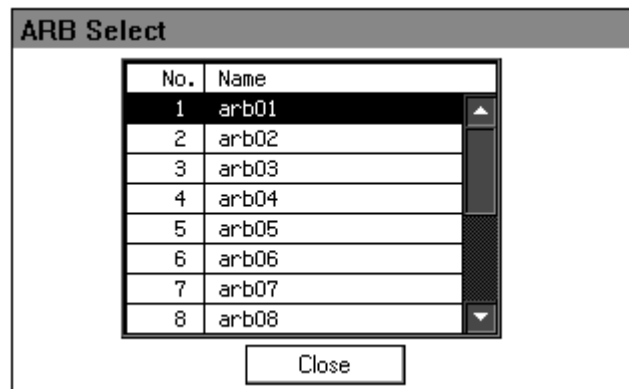 ARB Select
No. Name
1 arb01
2 arb02
3 arb03
4 arb04
5 arb05
6 arb06
7 arb07
8 arb08
Close